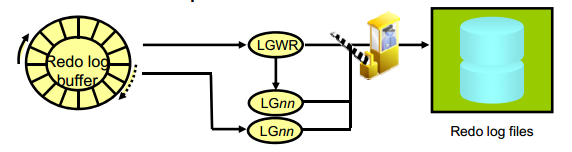 Redo log
buffer
LGWR
LGnn
LGnn
Redo log files